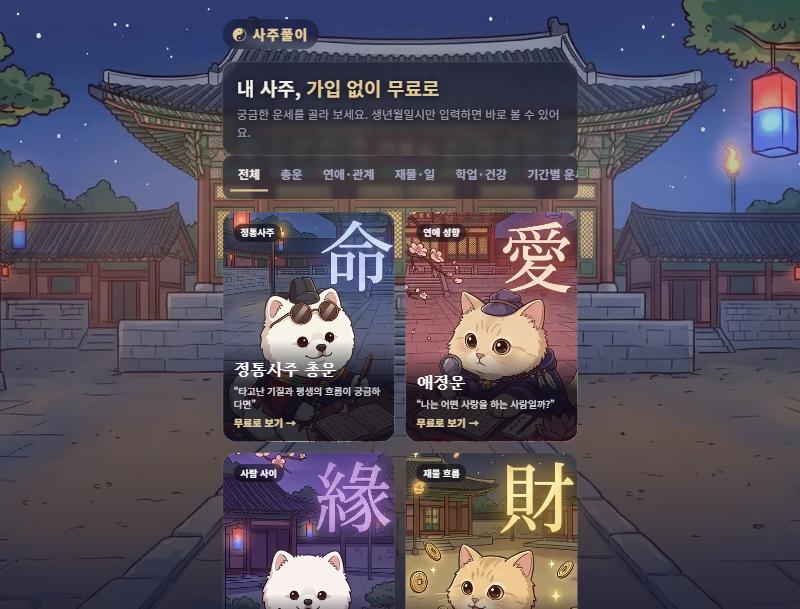 사주풀이
내 사주, 가입 없이 무료로
궁금한 운세를 골라 보세요. 생년월일시만 입력하면 바로 볼 수 있어
요.
전체 총운 연애·관계 재물·일 학업·건강 기간별
정통사주
命
정통사주 총운
“타고난 기질과 평생의 흐름이 궁금하
다면”
무료로 보기 →
연애 성향
愛
애정운
“나는 어떤 사랑을 하는 사람일까?”
무료로 보기 →
사람 사이
緣
재물 흐름
財